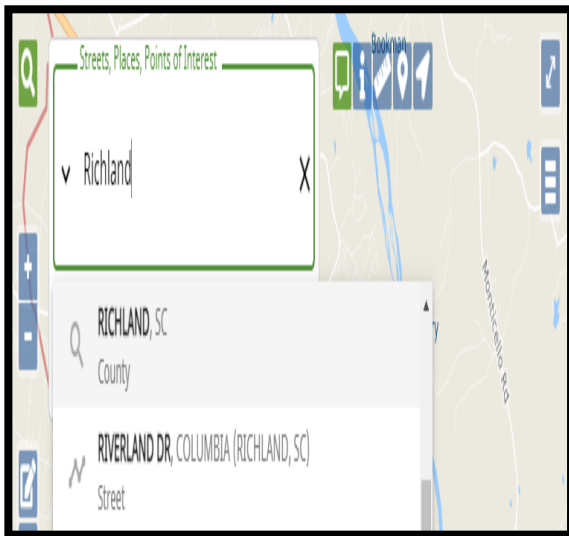 Streets, Places, Points of Interest
Bookman
Richland
RICHLAND, SC
County
RIVERLAND DR, COLUMBIA (RICHLAND, SC)
Street
Monticello Rd